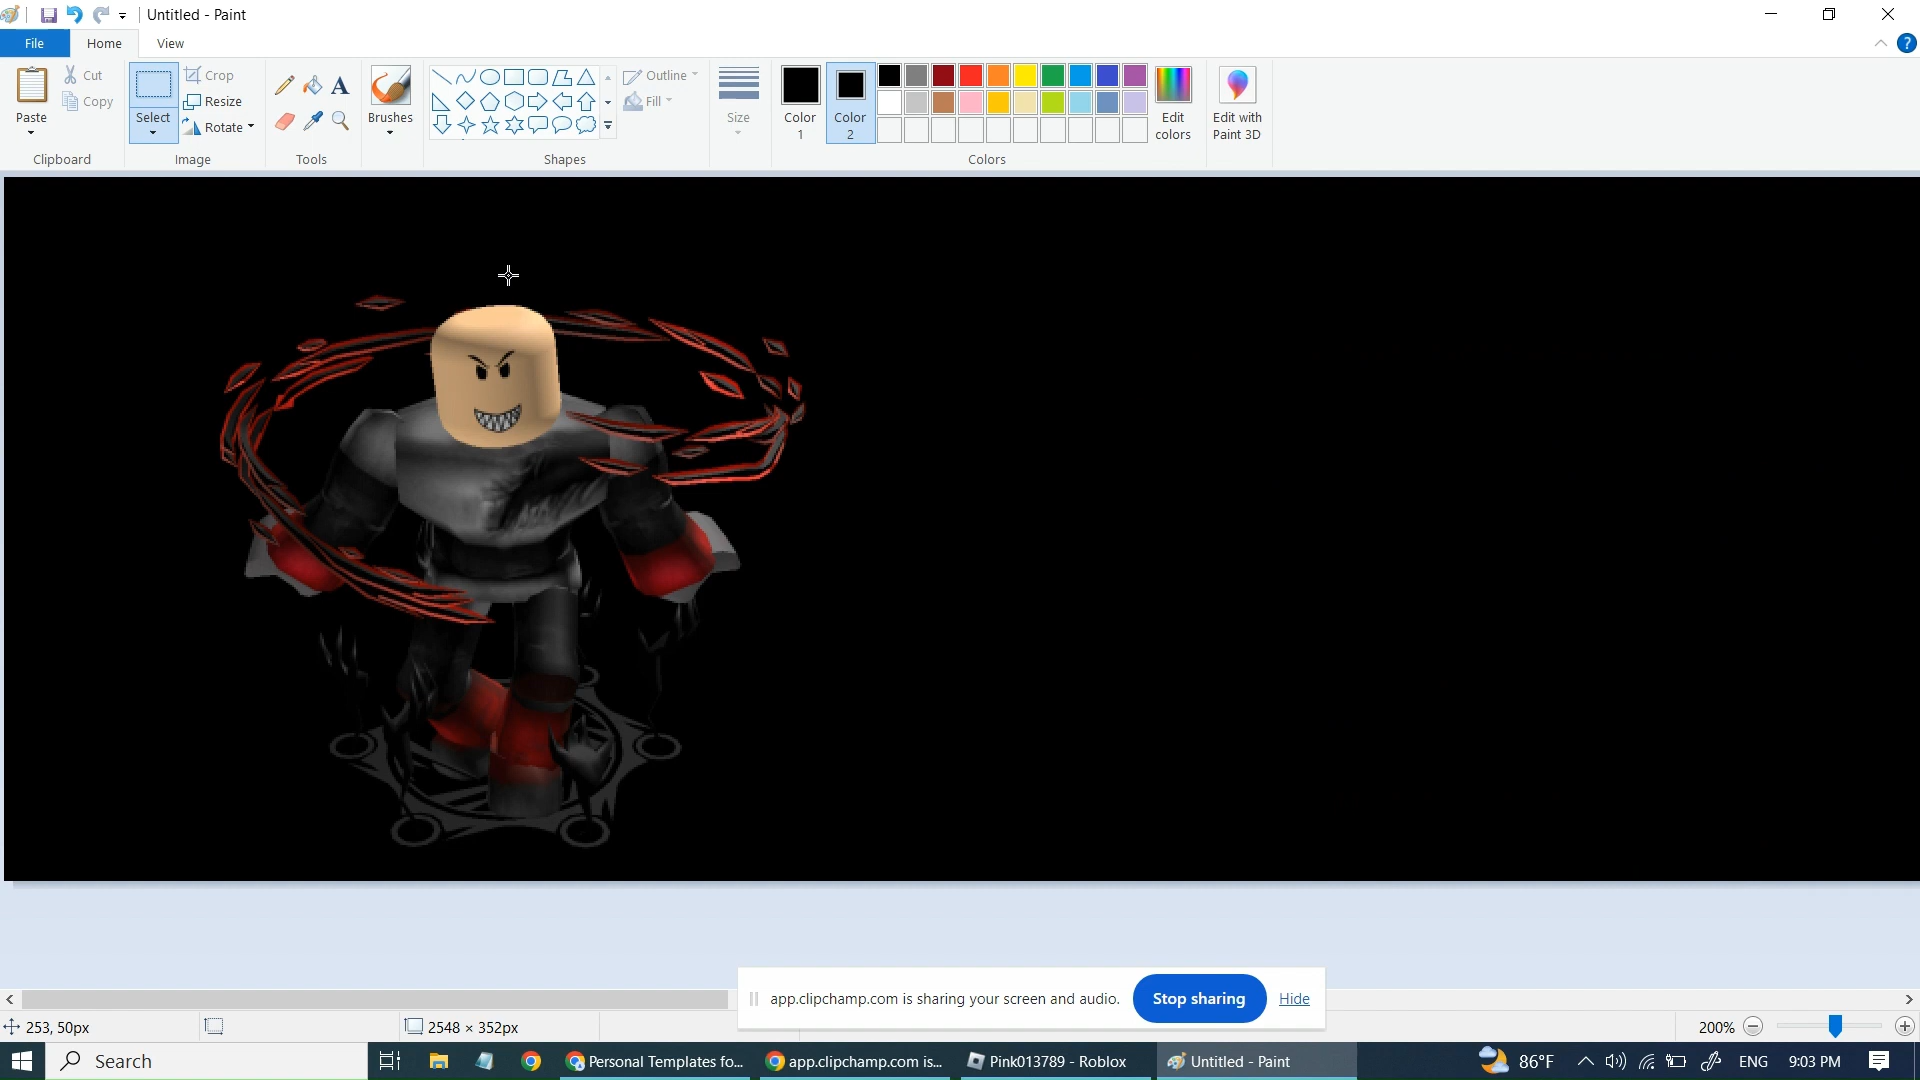 Untitled - Paint
File
Home
View
Paste
Cut
Copy
Clipboard
Select
Crop
Resize
Rotate
Image
A
Tools
Brushes
Outline
Fill
Shapes
Size
Color 1
Color 2
Edit colors
Colors
Edit with Paint 3D
?
app.clipchamp.com is sharing your screen and audio.
Stop sharing
Hide
253, 50px
2548 × 352px
200%
Search
Personal Templates fo...
app.clipchamp.com is...
Pink013789 - Roblox
Untitled - Paint
86°F
ENG
9:03 PM